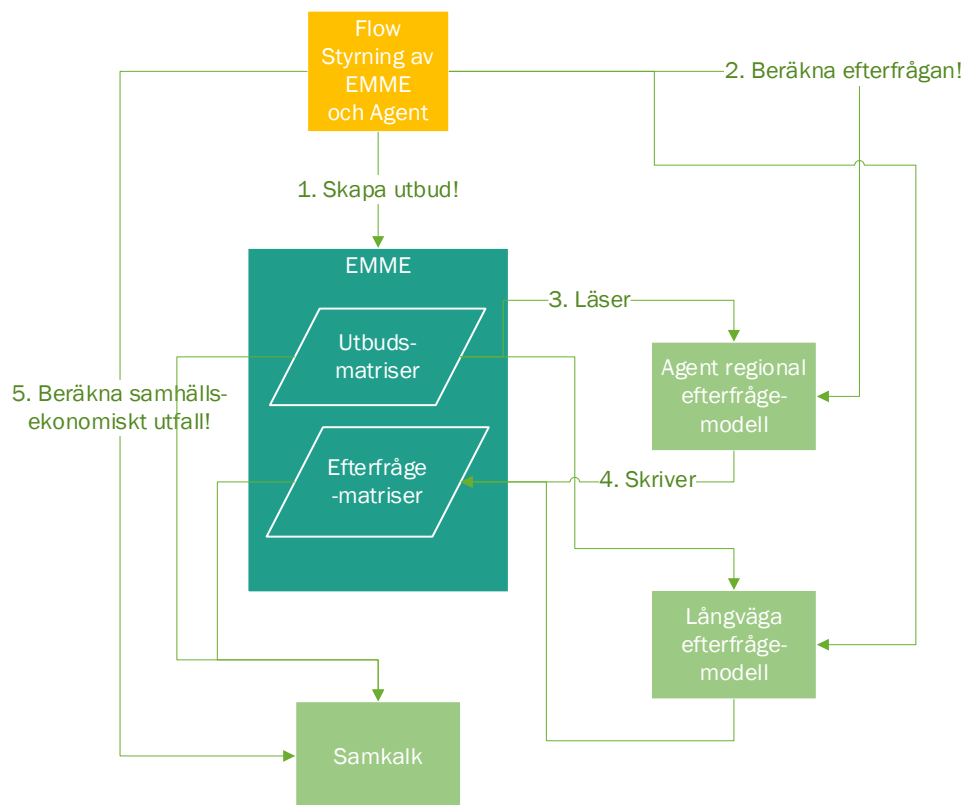 Flow
Styrning av
EMME
och Agent
2. Beräkna efterfrågan!
1. Skapa utbud!
EMME
3. Läser
Utbuds-
matriser
Agent regional
efterfråge-
modell
5. Beräkna samhälls-
ekonomiskt utfall!
Efterfråge
-matriser
4. Skriver
Långväga
efterfråge-
modell
Samkalk